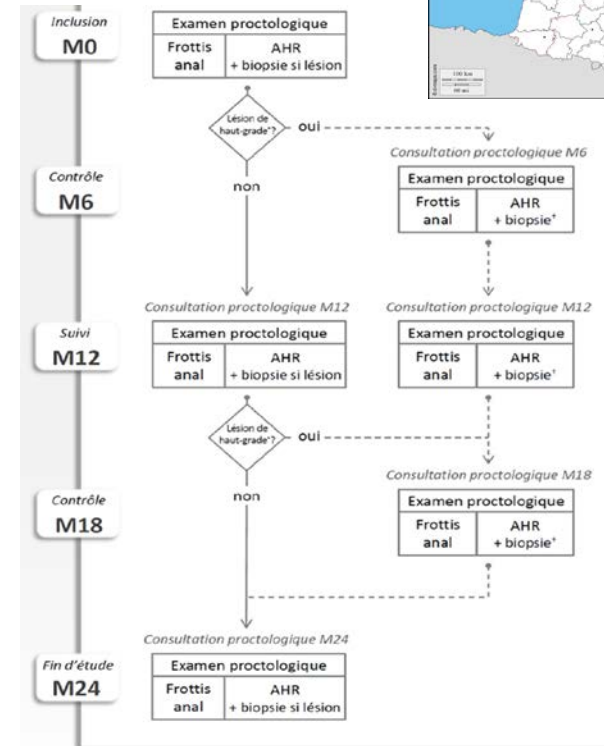 Inclusion
M0
Examen proctologique
Frottis anal
AHR
+ biopsie si lésion
100 km
60 mi
Lésion de
haut-grade*?
oui
non
Consultation proctologique M6
Contrôle
M6
Examen proctologique
Frottis anal
AHR
+ biopsie†
Consultation proctologique M12
Consultation proctologique M12
Suivi
M12
Examen proctologique
Frottis anal
AHR
+ biopsie si lésion
Examen proctologique
Frottis anal
AHR
+ biopsie†
Lésion de
haut-grade*?
oui
non
Consultation proctologique M18
Contrôle
M18
Examen proctologique
Frottis anal
AHR
+ biopsie†
Consultation proctologique M24
Fin d'étude
M24
Examen proctologique
Frottis anal
AHR
+ biopsie si lésion